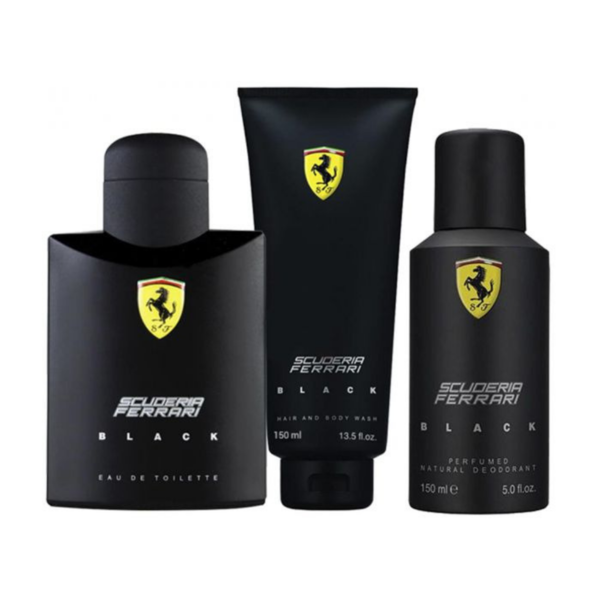 S F
SCUDERIA
FERRARI
BLACK
EAU DE TOILETTE
S F
SCUDERIA
FERRARI
BLACK
HAIR AND BODY WASH
150 ml 13.5 fl.oz.
S F
SCUDERIA
FERRARI
BLACK
PERFUMED
NATURAL DEODORANT
150 ml e 5.0 fl.oz.